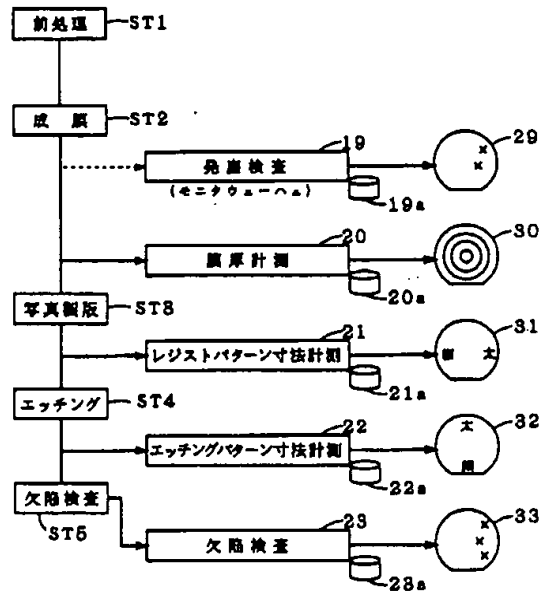 前処理 ST1
成膜 ST2
19
発塵検査
(モニタウェーハ)
19a
29
20
膜厚計測
20a
30
写真製版 ST3
21
レジストパターン寸法計測
21a
31
太
エッチング ST4
22
エッチングパターン寸法計測
22a
32
太
欠陥検査
ST5
23
欠陥検査
23a
33